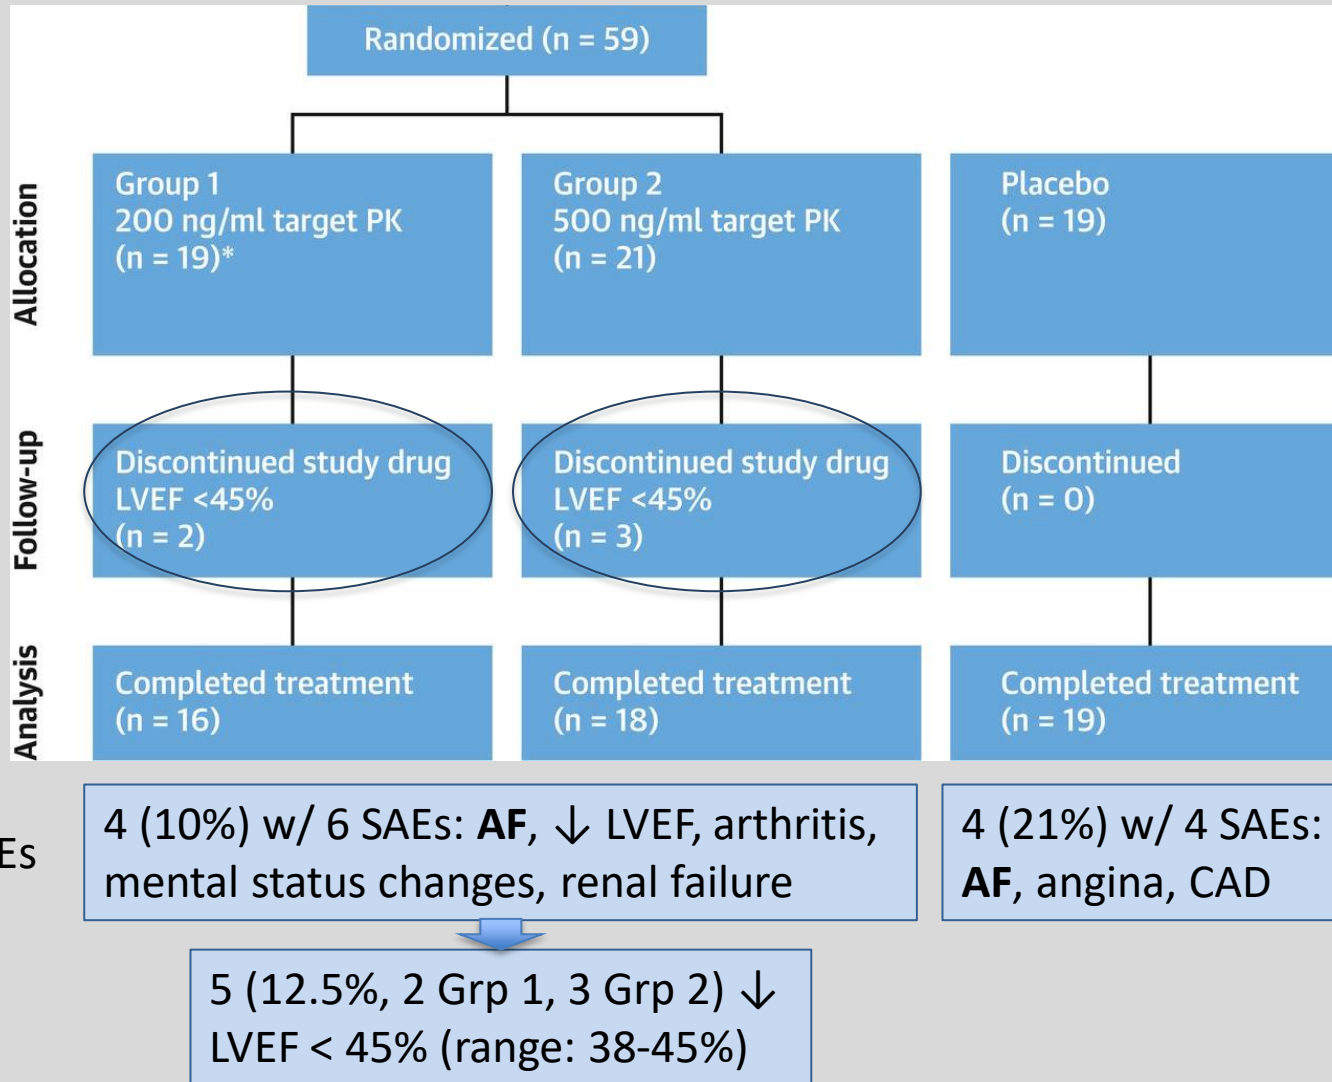 Randomized (n = 59)
Allocation
Group 1
200 ng/ml target PK
(n = 19)*
Group 2
500 ng/ml target PK
(n = 21)
Placebo
(n = 19)
Follow-up
Discontinued study drug
LVEF <45%
(n = 2)
Discontinued study drug
LVEF <45%
(n = 3)
Discontinued
(n = 0)
Analysis
Completed treatment
(n = 16)
Completed treatment
(n = 18)
Completed treatment
(n = 19)
Es
4 (10%) w/ 6 SAEs: AF, ↓ LVEF, arthritis,
mental status changes, renal failure
4 (21%) w/ 4 SAEs:
AF, angina, CAD
5 (12.5%, 2 Grp 1, 3 Grp 2) ↓
LVEF < 45% (range: 38-45%)